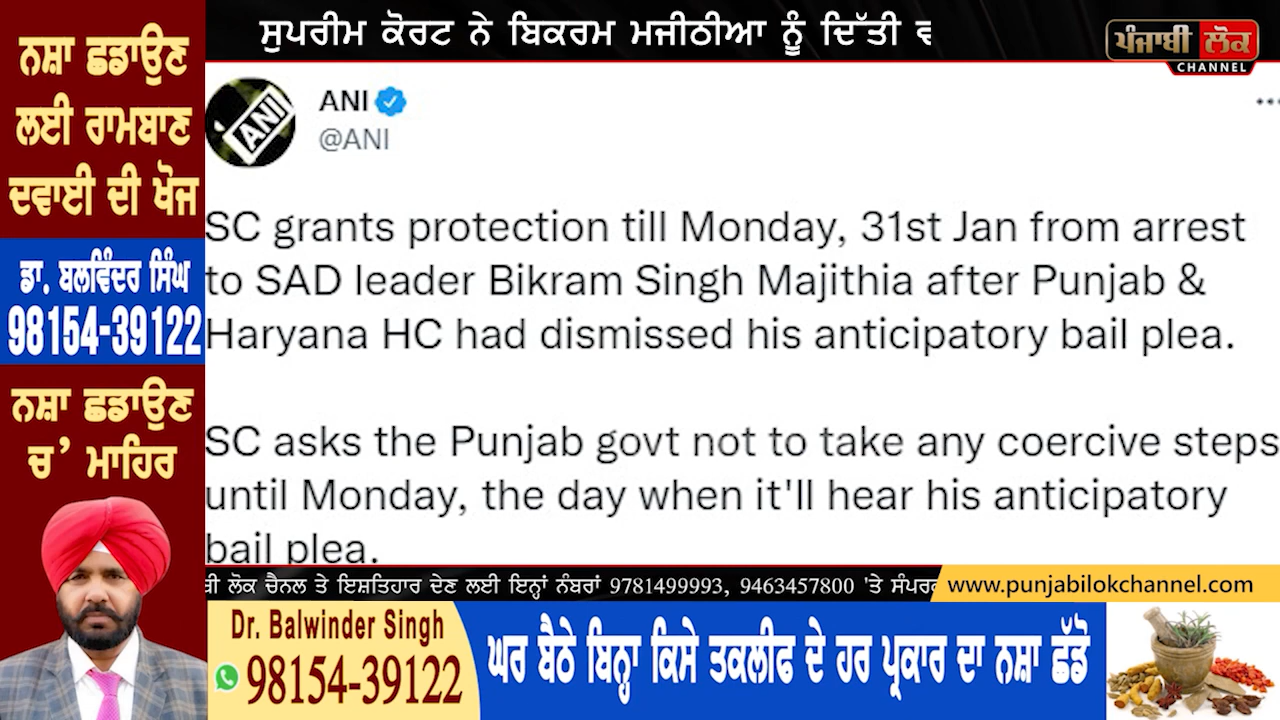 ਸੁਪਰੀਮ ਕੋਰਟ ਨੇ ਬਿਕਰਮ ਮਜੀਠੀਆ ਨੂੰ ਦਿੱਤੀ
ਪੰਜਾਬੀ ਲੋਕ
CHANNEL
ਨਸ਼ਾ ਛਡਾਉਣ
ਲਈ ਰਾਮਬਾਣ
ਦਵਾਈ ਦੀ ਖੋਜ
ਡਾ. ਬਲਵਿੰਦਰ ਸਿੰਘ
98154-39122
ਨਸ਼ਾ ਛਡਾਉਣ
ਚ' ਮਾਹਿਰ
ANI
ANI
@ANI
SC grants protection till Monday, 31st Jan from arrest
to SAD leader Bikram Singh Majithia after Punjab &
Haryana HC had dismissed his anticipatory bail plea.
SC asks the Punjab govt not to take any coercive steps
until Monday, the day when it'll hear his anticipatory
bail plea.
ਲੋਕ ਚੈਨਲ ਤੇ ਇਸ਼ਤਿਹਾਰ ਦੇਣ ਲਈ ਇਨ੍ਹਾਂ ਨੰਬਰਾਂ 9781499993, 9463457800 'ਤੇ
www.punjabilokchannel.com
Dr. Balwinder Singh
98154-39122
ਘਰ ਬੈਠੇ ਬਿਨ੍ਹਾ ਕਿਸੇ ਤਕਲੀਫ ਦੇ ਹਰ ਪ੍ਰਕਾਰ ਦਾ ਨਸ਼ਾ ਛੱਡੋ